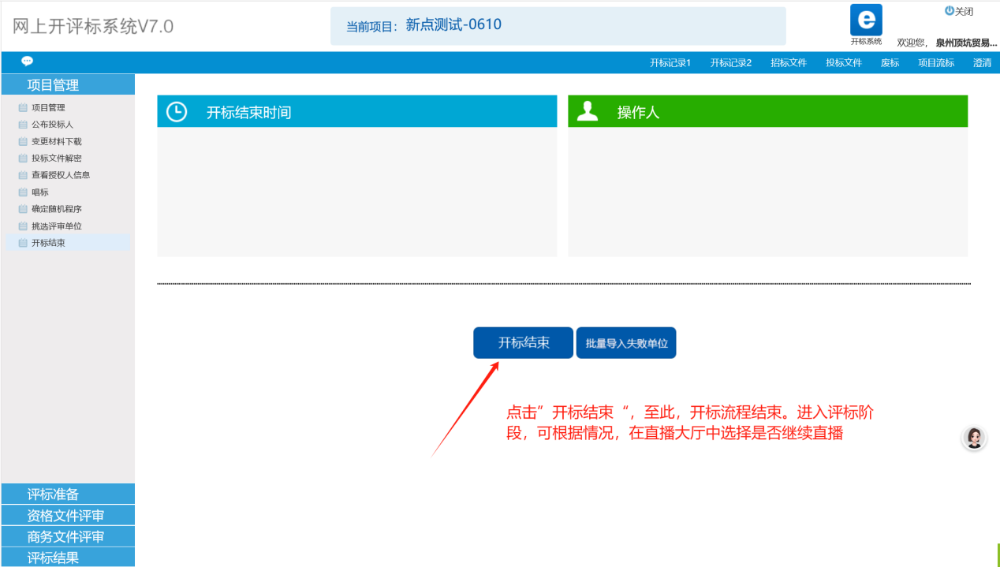 网上开评标系统V7.0
当前项目：新点测试-0610
关闭
开标系统
欢迎您，泉州顶坑贸易...
开标记录1 开标记录2 招标文件 投标文件 废标 项目流标 澄清
项目管理
项目管理
公布投标人
变更材料下载
投标文件解密
查看授权人信息
唱标
确定随机程序
挑选评审单位
开标结束
开标结束时间
操作人
开标结束
批量导入失败单位
点击”开标结束“，至此，开标流程结束。进入评标阶
段，可根据情况，在直播大厅中选择是否继续直播
评标准备
资格文件评审
商务文件评审
评标结果